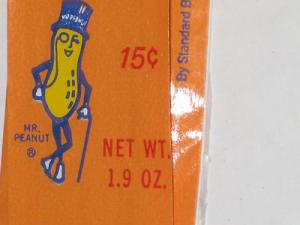 15¢
By Standard B
MR.
PEANUT
®
NET WT.
1.9 OZ.